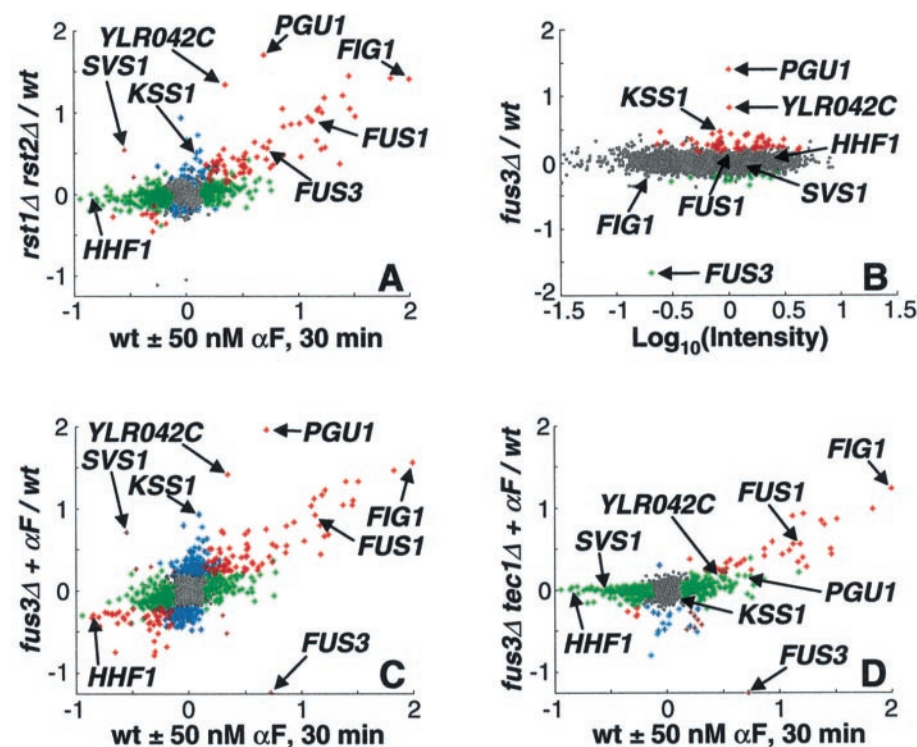 2
1
0
-1
-1
0
1
2
rst1Δ rst2Δ / wt
wt ± 50 nM αF, 30 min
PGU1
YLR042C
FIG1
SVS1
KSS1
FUS1
FUS3
HHF1
A
2
1
0
-1
-2
-1.5
-1
-0.5
0
0.5
1
1.5
fus3Δ / wt
Log10(Intensity)
PGU1
KSS1
YLR042C
HHF1
FIG1
FUS1
SVS1
FUS3
B
2
1
0
-1
-1
0
1
2
fus3Δ + αF / wt
wt ± 50 nM αF, 30 min
YLR042C
PGU1
SVS1
KSS1
FIG1
FUS1
HHF1
FUS3
C
2
1
0
-1
-1
0
1
2
fus3Δ tec1Δ + αF / wt
wt ± 50 nM αF, 30 min
FIG1
FUS1
YLR042C
SVS1
PGU1
KSS1
HHF1
FUS3
D